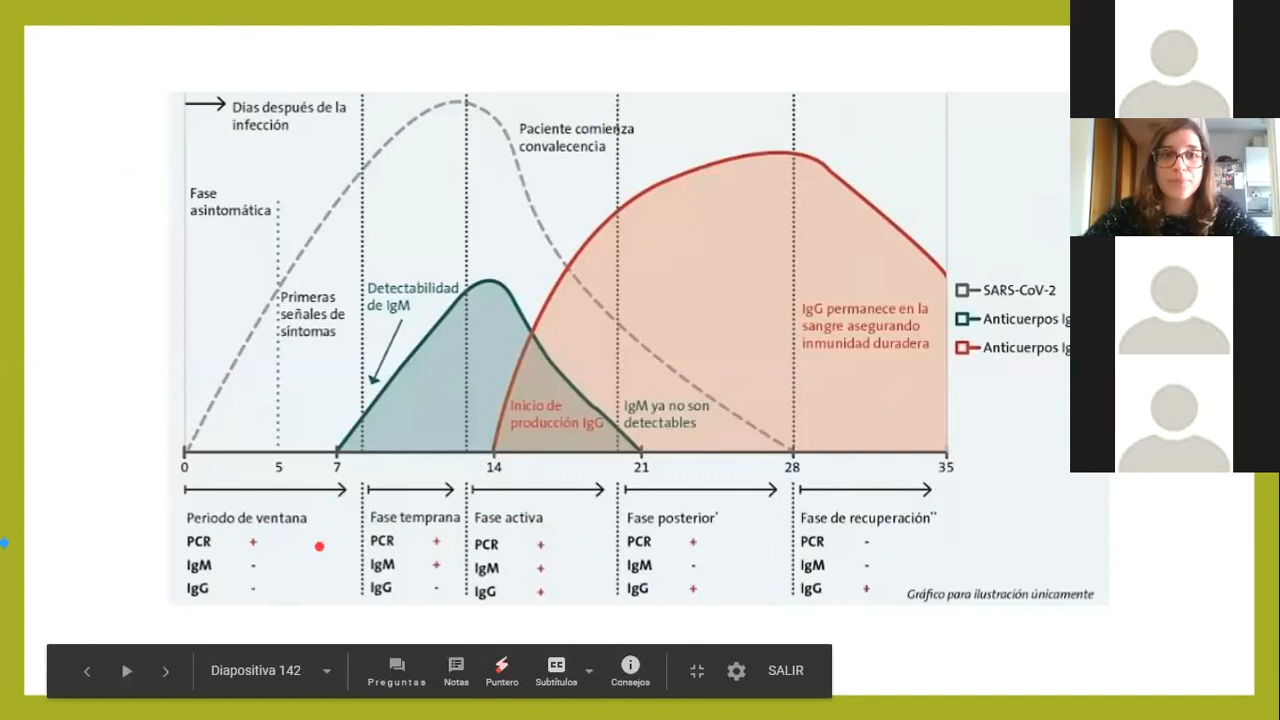 Días después de la
infección
Paciente comienza
convalecencia
Fase
asintomática
Primeras
señales de
síntomas
Detectabilidad
de IgM
Inicio de
producción IgG
IgM ya no son
detectables
IgG permanece en la
sangre asegurando
inmunidad duradera
SARS-CoV-2
Anticuerpos Ig
Anticuerpos Ig
0 5 7 14 21 28 35
Periodo de ventana
PCR +
IgM -
IgG -
Fase temprana
PCR +
IgM +
IgG -
Fase activa
PCR +
IgM +
IgG +
Fase posterior*
PCR +
IgM -
IgG +
Fase de recuperación**
PCR -
IgM -
IgG +
Gráfico para ilustración únicamente
Diapositiva 142
Preguntas
Notas
Puntero
CC
Subtítulos
Consejos
SALIR